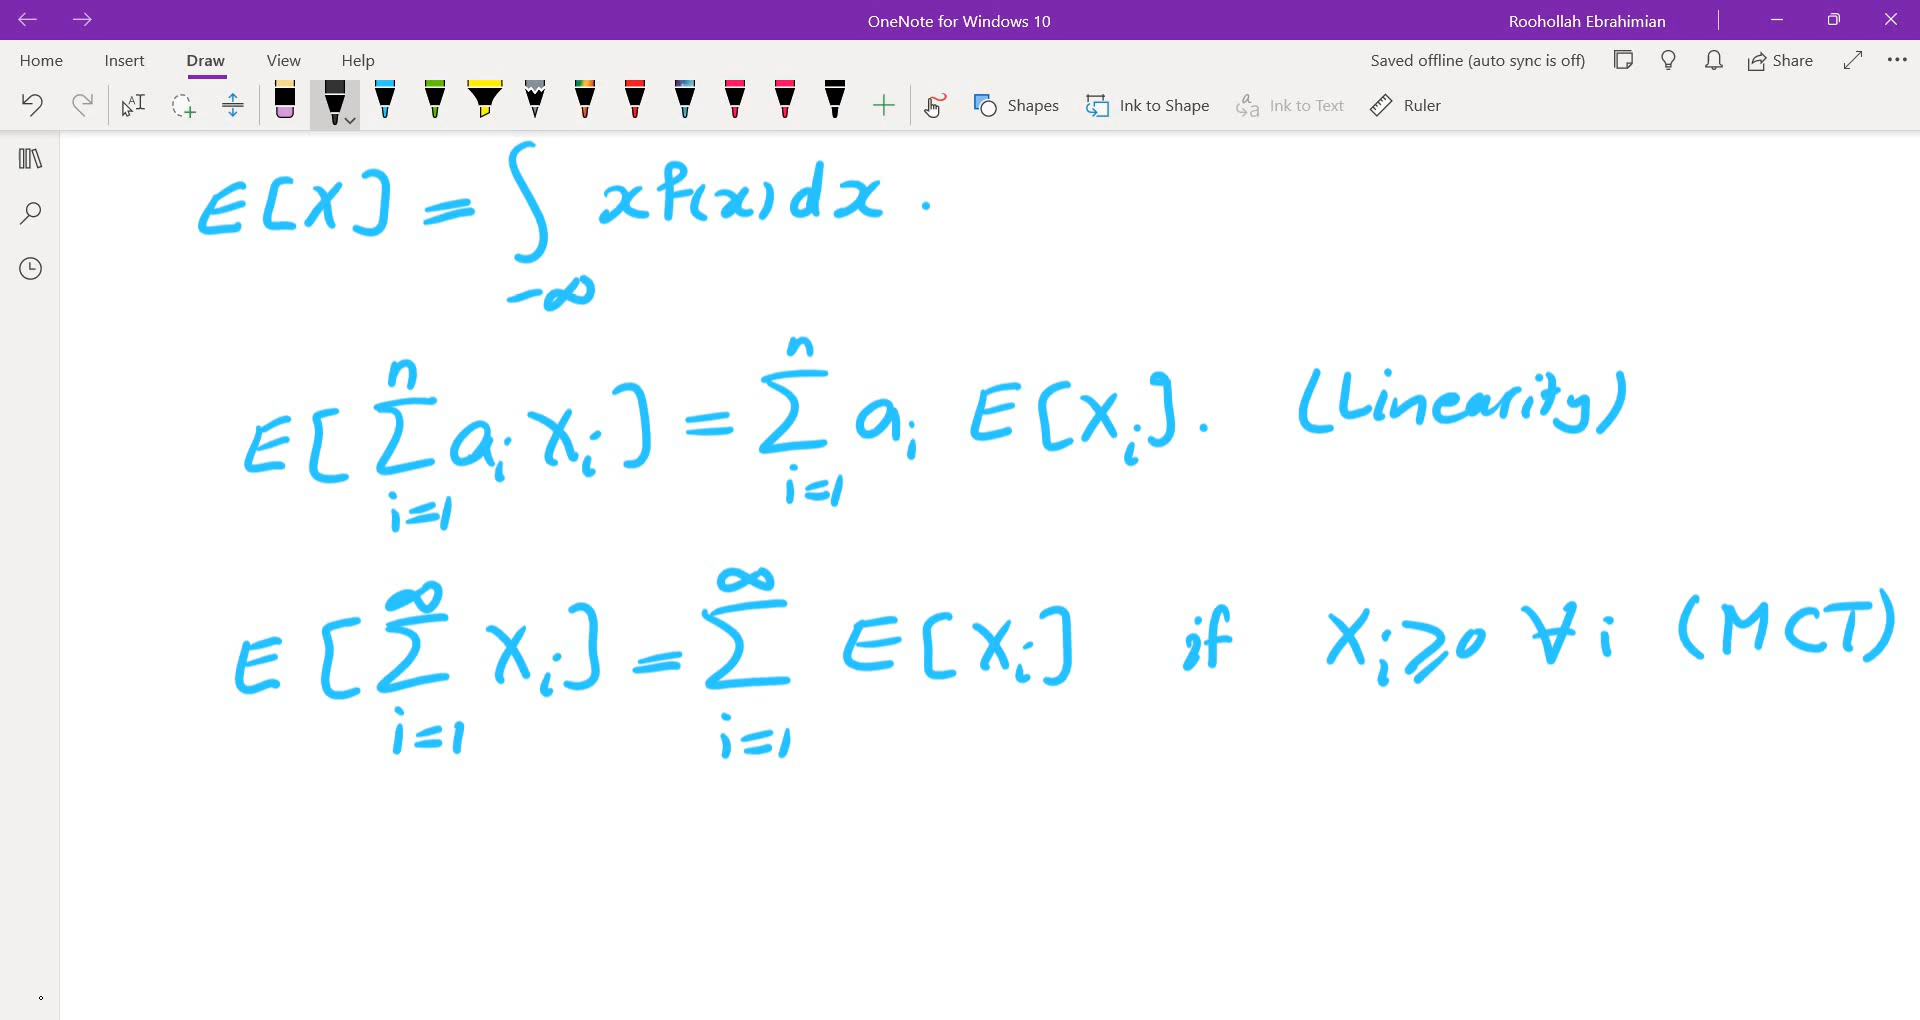 OneNote for Windows 10
Roohollah Ebrahimian
Home Insert Draw View Help
Saved offline (auto sync is off) Share
Shapes Ink to Shape Ink to Text Ruler
E[X] = ∫_{-∞} x f(x) dx .
E[∑_{i=1}^{n} a_i X_i] = ∑_{i=1}^{n} a_i E[X_i]. (Linearity)
E[∑_{i=1}^{∞} X_i] = ∑_{i=1}^{∞} E[X_i] if X_i ⩾ 0 ∀ i (MCT)